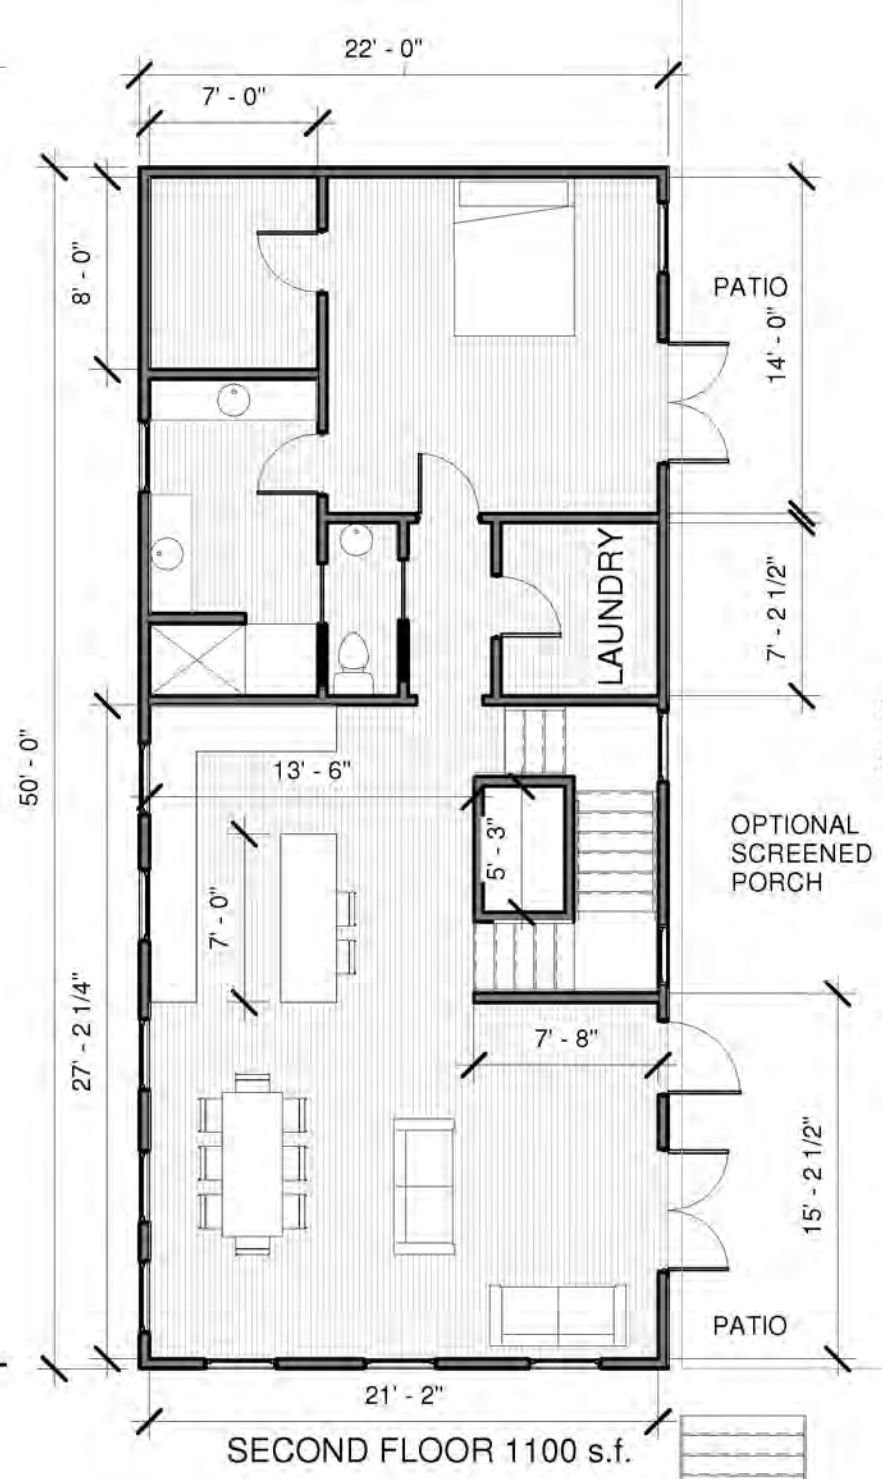 22' - 0"
7' - 0"
8' - 0"
PATIO
14' - 0"
LAUNDRY
7' - 2 1/2"
50' - 0"
13' - 6"
5' - 3"
OPTIONAL
SCREENED
PORCH
7' - 0"
27' - 2 1/4"
7' - 8"
15' - 2 1/2"
PATIO
21' - 2"
SECOND FLOOR 1100 s.f.